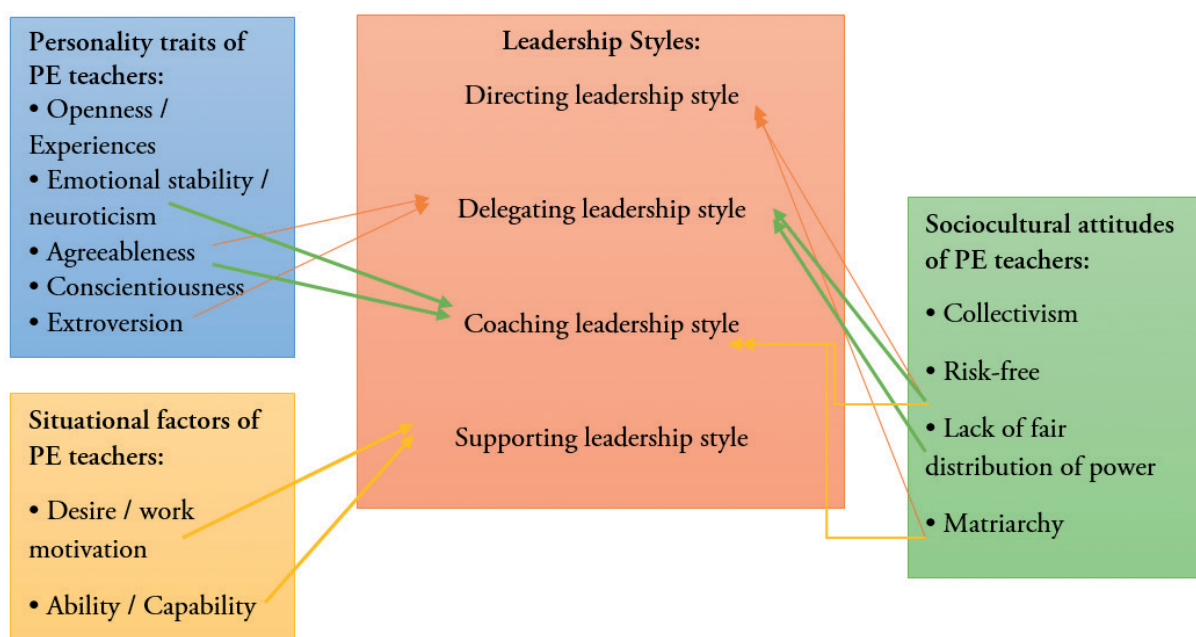 Personality traits of
PE teachers:
• Openness /
Experiences
• Emotional stability /
neuroticism
• Agreeableness
• Conscientiousness
• Extroversion
Situational factors of
PE teachers:
• Desire / work
motivation
• Ability / Capability
Leadership Styles:
Directing leadership style
Delegating leadership style
Coaching leadership style
Supporting leadership style
Sociocultural attitudes
of PE teachers:
• Collectivism
• Risk-free
• Lack of fair
distribution of power
• Matriarchy